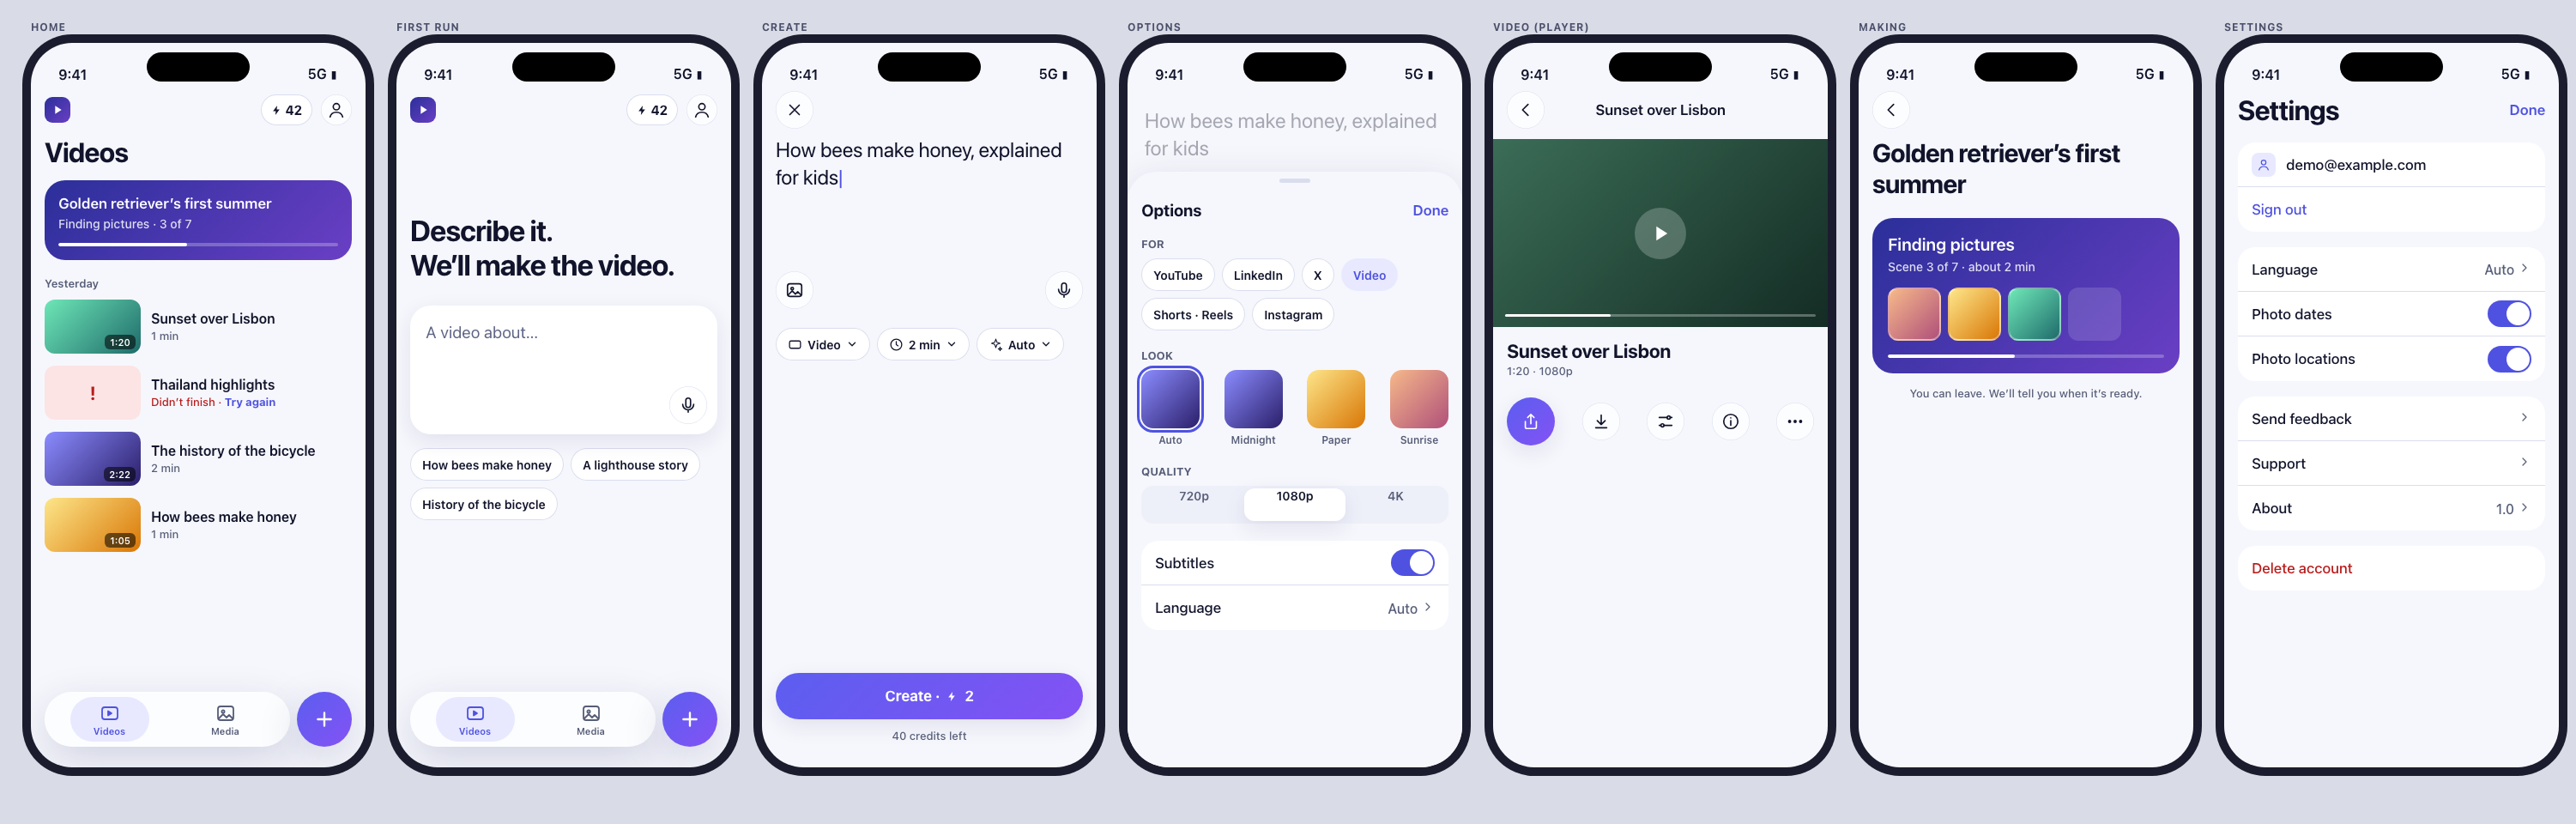 HOME
9:41
5G
42
Videos
Golden retriever’s first summer
Finding pictures · 3 of 7
Yesterday
1:20
Sunset over Lisbon
1 min
!
Thailand highlights
Didn’t finish · Try again
2:22
The history of the bicycle
2 min
1:05
How bees make honey
1 min
Videos
Media
FIRST RUN
9:41
5G
42
Describe it.
We’ll make the video.
A video about…
How bees make honey
A lighthouse story
History of the bicycle
Videos
Media
CREATE
9:41
5G
How bees make honey, explained
for kids
Video
2 min
Auto
Create · 2
40 credits left
OPTIONS
9:41
5G
How bees make honey, explained
for kids
Options
Done
FOR
YouTube
LinkedIn
X
Video
Shorts · Reels
Instagram
LOOK
Auto
Midnight
Paper
Sunrise
QUALITY
720p
1080p
4K
Subtitles
Language
Auto
VIDEO (PLAYER)
9:41
5G
Sunset over Lisbon
Sunset over Lisbon
1:20 · 1080p
MAKING
9:41
5G
Golden retriever’s first
summer
Finding pictures
Scene 3 of 7 · about 2 min
You can leave. We’ll tell you when it’s ready.
SETTINGS
9:41
5G
Settings
Done
demo@example.com
Sign out
Language
Auto
Photo dates
Photo locations
Send feedback
Support
About
1.0
Delete account